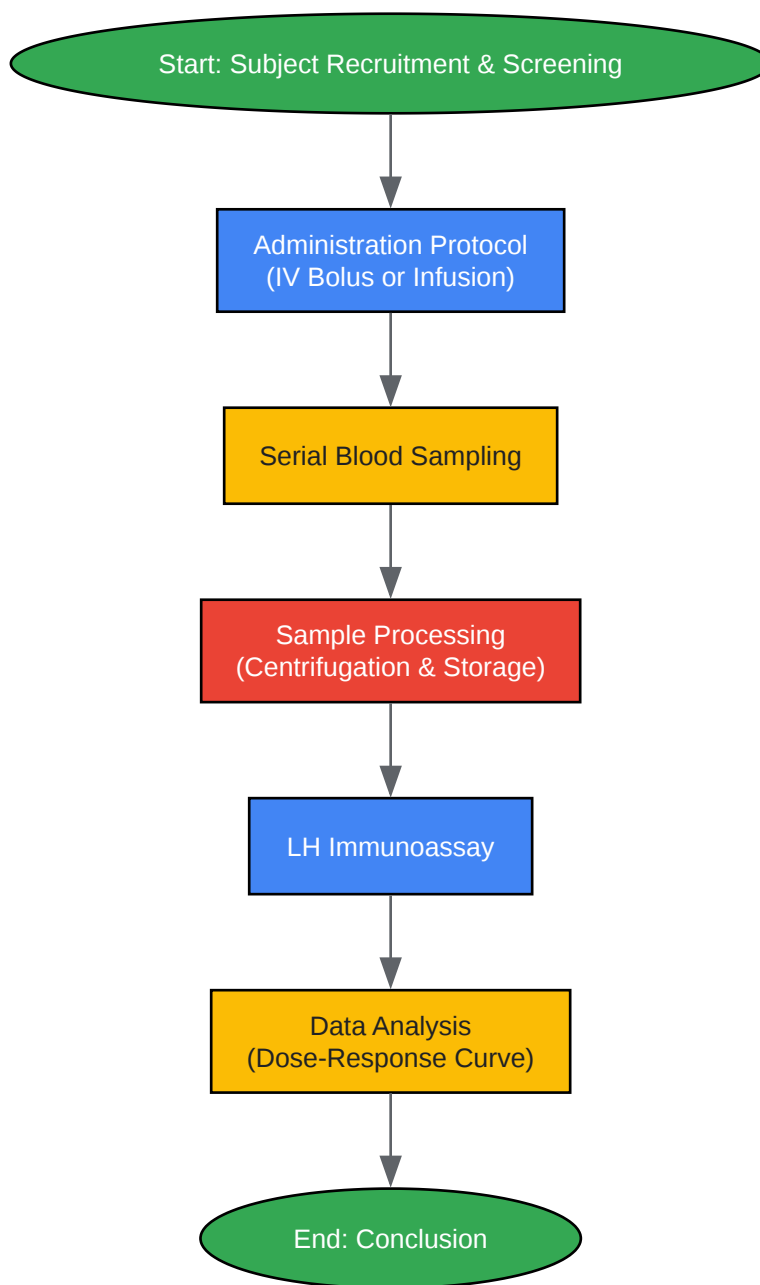 Start: Subject Recruitment & Screening
Administration Protocol
(IV Bolus or Infusion)
Serial Blood Sampling
Sample Processing
(Centrifugation & Storage)
LH Immunoassay
Data Analysis
(Dose-Response Curve)
End: Conclusion